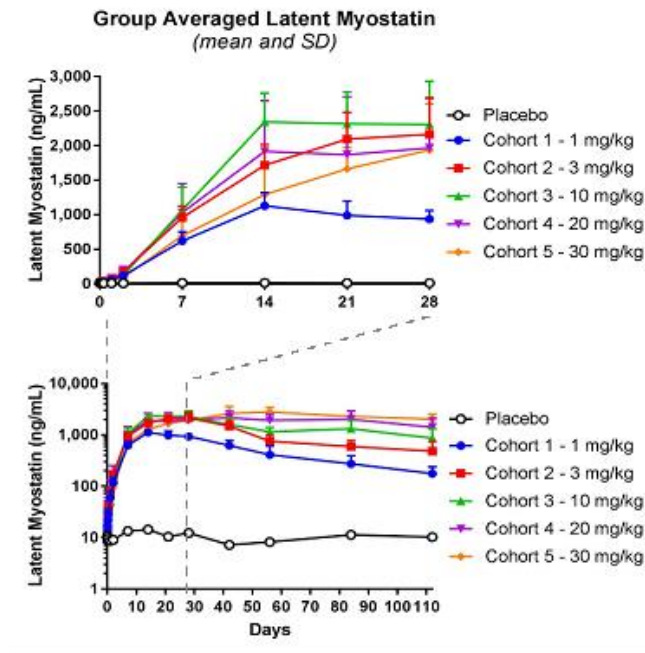 Group Averaged Latent Myostatin
(mean and SD)
Latent Myostatin (ng/mL)
3,000
2,500
2,000
1,500
1,000
500
0
0 7 14 21 28
Placebo
Cohort 1 - 1 mg/kg
Cohort 2 - 3 mg/kg
Cohort 3 - 10 mg/kg
Cohort 4 - 20 mg/kg
Cohort 5 - 30 mg/kg
Latent Myostatin (ng/mL)
10,000
1,000
100
10
1
0 10 20 30 40 50 60 70 80 90 100 110
Days
Placebo
Cohort 1 - 1 mg/kg
Cohort 2 - 3 mg/kg
Cohort 3 - 10 mg/kg
Cohort 4 - 20 mg/kg
Cohort 5 - 30 mg/kg